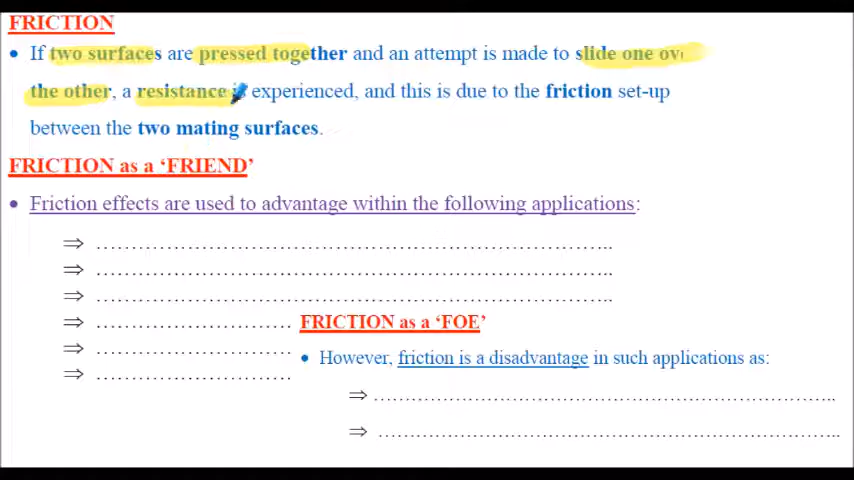 FRICTION
• If two surfaces are pressed together and an attempt is made to slide one ov
the other, a resistance is experienced, and this is due to the friction set-up
between the two mating surfaces.
FRICTION as a ‘FRIEND’
• Friction effects are used to advantage within the following applications:
⇒ ……………………………………………………………..
⇒ ……………………………………………………………..
⇒ ……………………………………………………………..
⇒ ……………………………
⇒ ……………………………
⇒ ……………………………
FRICTION as a ‘FOE’
• However, friction is a disadvantage in such applications as:
⇒ ……………………………………………………………..
⇒ ……………………………………………………………..